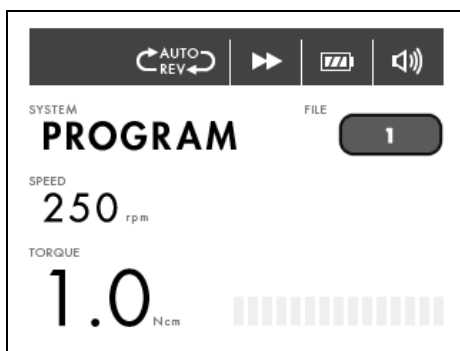 AUTO
REV
SYSTEM
FILE
PROGRAM
1
SPEED
250 rpm
TORQUE
1.0 Ncm